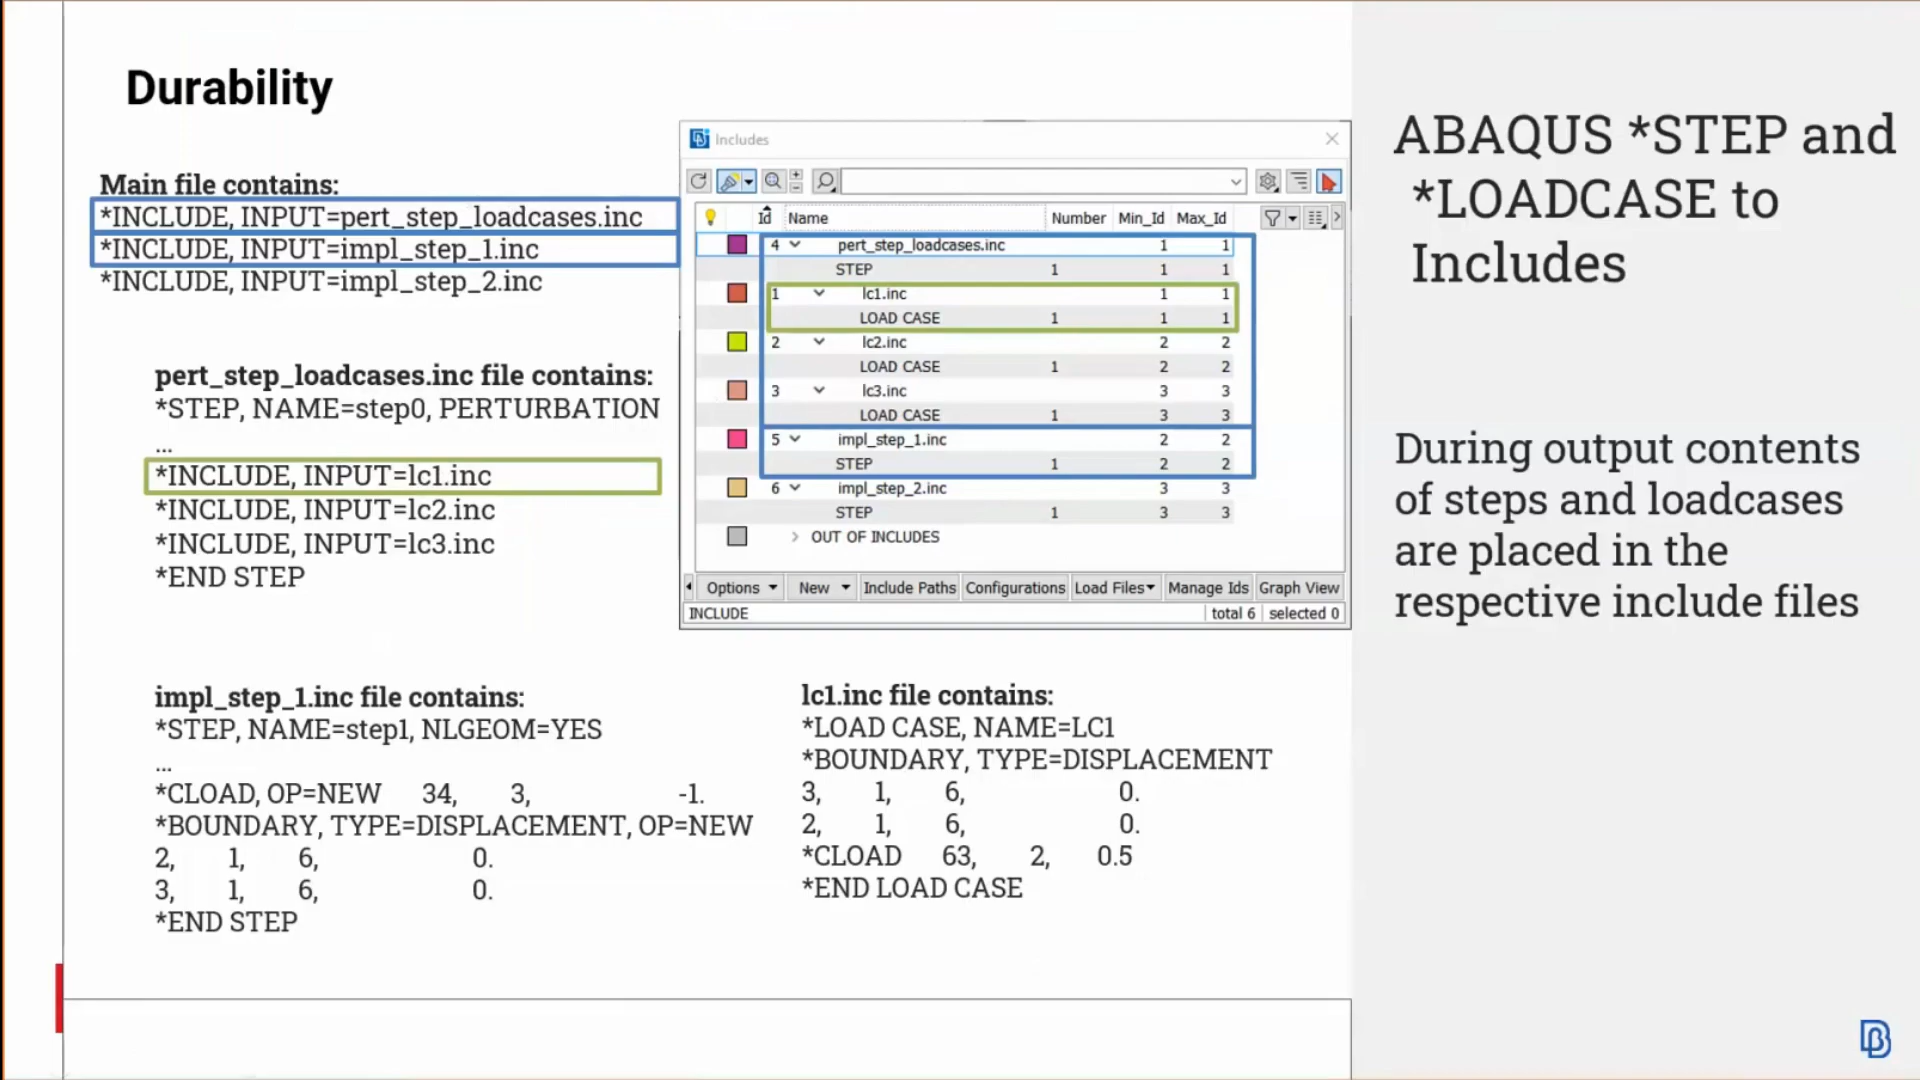 Durability
Main file contains:
*INCLUDE, INPUT=pert_step_loadcases.inc
*INCLUDE, INPUT=impl_step_1.inc
*INCLUDE, INPUT=impl_step_2.inc
pert_step_loadcases.inc file contains:
*STEP, NAME=step0, PERTURBATION
...
*INCLUDE, INPUT=lc1.inc
*INCLUDE, INPUT=lc2.inc
*INCLUDE, INPUT=lc3.inc
*END STEP
Includes
Id Name Number Min_Id Max_Id
4 pert_step_loadcases.inc 1 1
STEP 1 1 1
1 lc1.inc 1 1
LOAD CASE 1 1 1
2 lc2.inc 2 2
LOAD CASE 1 2 2
3 lc3.inc 3 3
LOAD CASE 1 3 3
5 impl_step_1.inc 2 2
STEP 1 2 2
6 impl_step_2.inc 3 3
STEP 1 3 3
OUT OF INCLUDES
Options New Include Paths Configurations Load Files Manage Ids Graph View
INCLUDE total 6 selected 0
impl_step_1.inc file contains:
*STEP, NAME=step1, NLGEOM=YES
...
*CLOAD, OP=NEW 34, 3, -1.
*BOUNDARY, TYPE=DISPLACEMENT, OP=NEW
2, 1, 6, 0.
3, 1, 6, 0.
*END STEP
lc1.inc file contains:
*LOAD CASE, NAME=LC1
*BOUNDARY, TYPE=DISPLACEMENT
3, 1, 6, 0.
2, 1, 6, 0.
*CLOAD 63, 2, 0.5
*END LOAD CASE
ABAQUS *STEP and
*LOADCASE to
Includes
During output contents
of steps and loadcases
are placed in the
respective include files